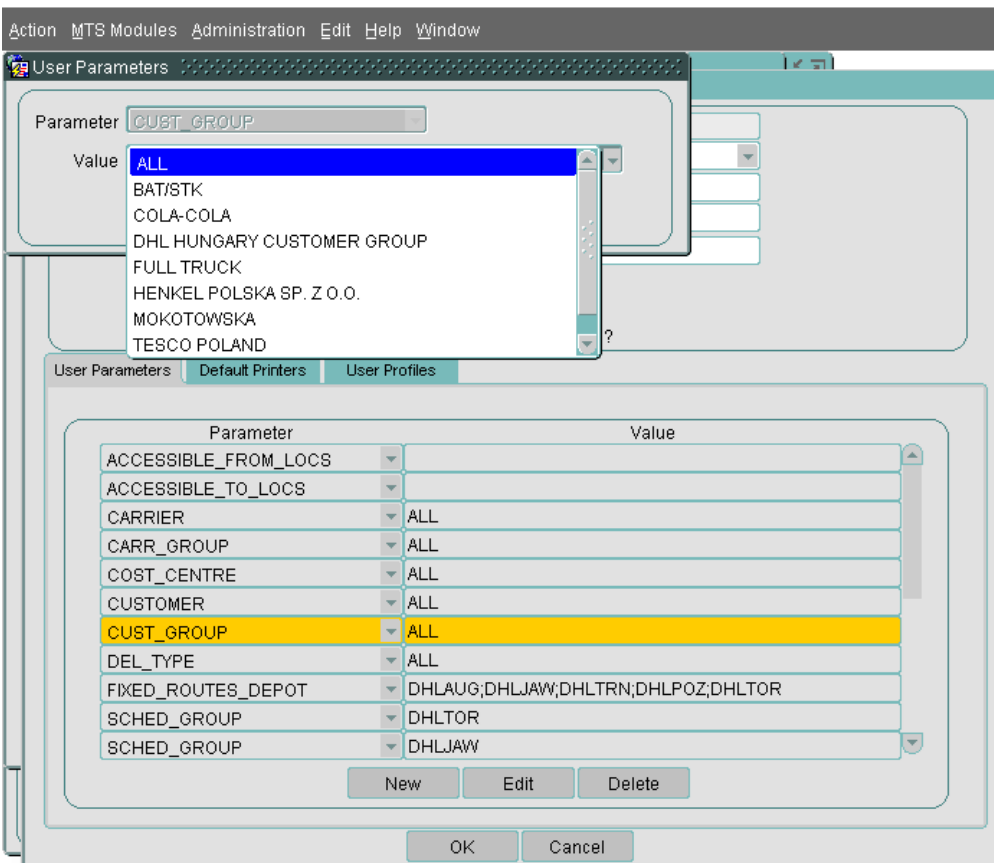 Action MTS Modules Administration Edit Help Window
User Parameters
Parameter CUST_GROUP
Value ALL
BAT/STK
COLA-COLA
DHL HUNGARY CUSTOMER GROUP
FULL TRUCK
HENKEL POLSKA SP. Z O.O.
MOKOTOWSKA
TESCO POLAND
?
User Parameters Default Printers User Profiles
Parameter Value
ACCESSIBLE_FROM_LOCS
ACCESSIBLE_TO_LOCS
CARRIER ALL
CARR_GROUP ALL
COST_CENTRE ALL
CUSTOMER ALL
CUST_GROUP ALL
DEL_TYPE ALL
FIXED_ROUTES_DEPOT DHLAUG;DHLJAW;DHLTRN;DHLPOZ;DHLTOR
SCHED_GROUP DHLTOR
SCHED_GROUP DHLJAW
New Edit Delete
OK Cancel